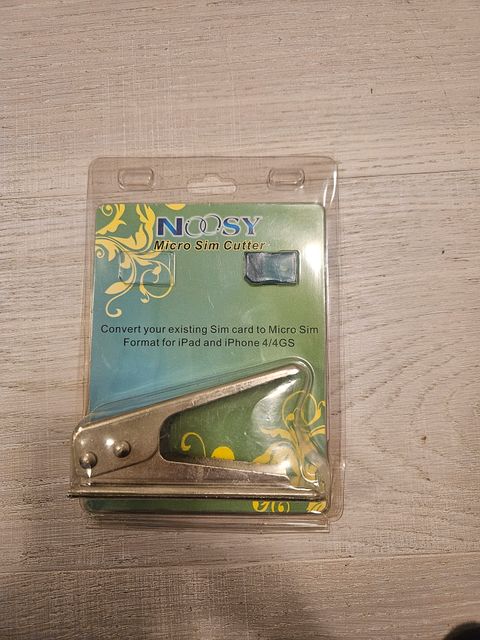 NOOSY
Micro Sim Cutter
Convert your existing Sim card to Micro Sim
Format for iPad and iPhone 4/4GS